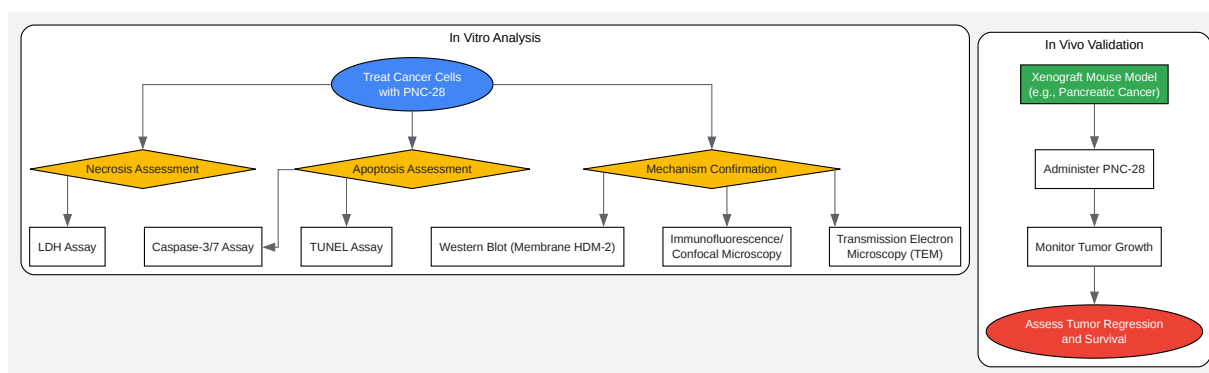 In Vitro Analysis
Treat Cancer Cells
with PNC-28
Necrosis Assessment
Apoptosis Assessment
Mechanism Confirmation
LDH Assay
Caspase-3/7 Assay
TUNEL Assay
Western Blot (Membrane HDM-2)
Immunofluorescence/
Confocal Microscopy
Transmission Electron
Microscopy (TEM)
In Vivo Validation
Xenograft Mouse Model
(e.g., Pancreatic Cancer)
Administer PNC-28
Monitor Tumor Growth
Assess Tumor Regression
and Survival